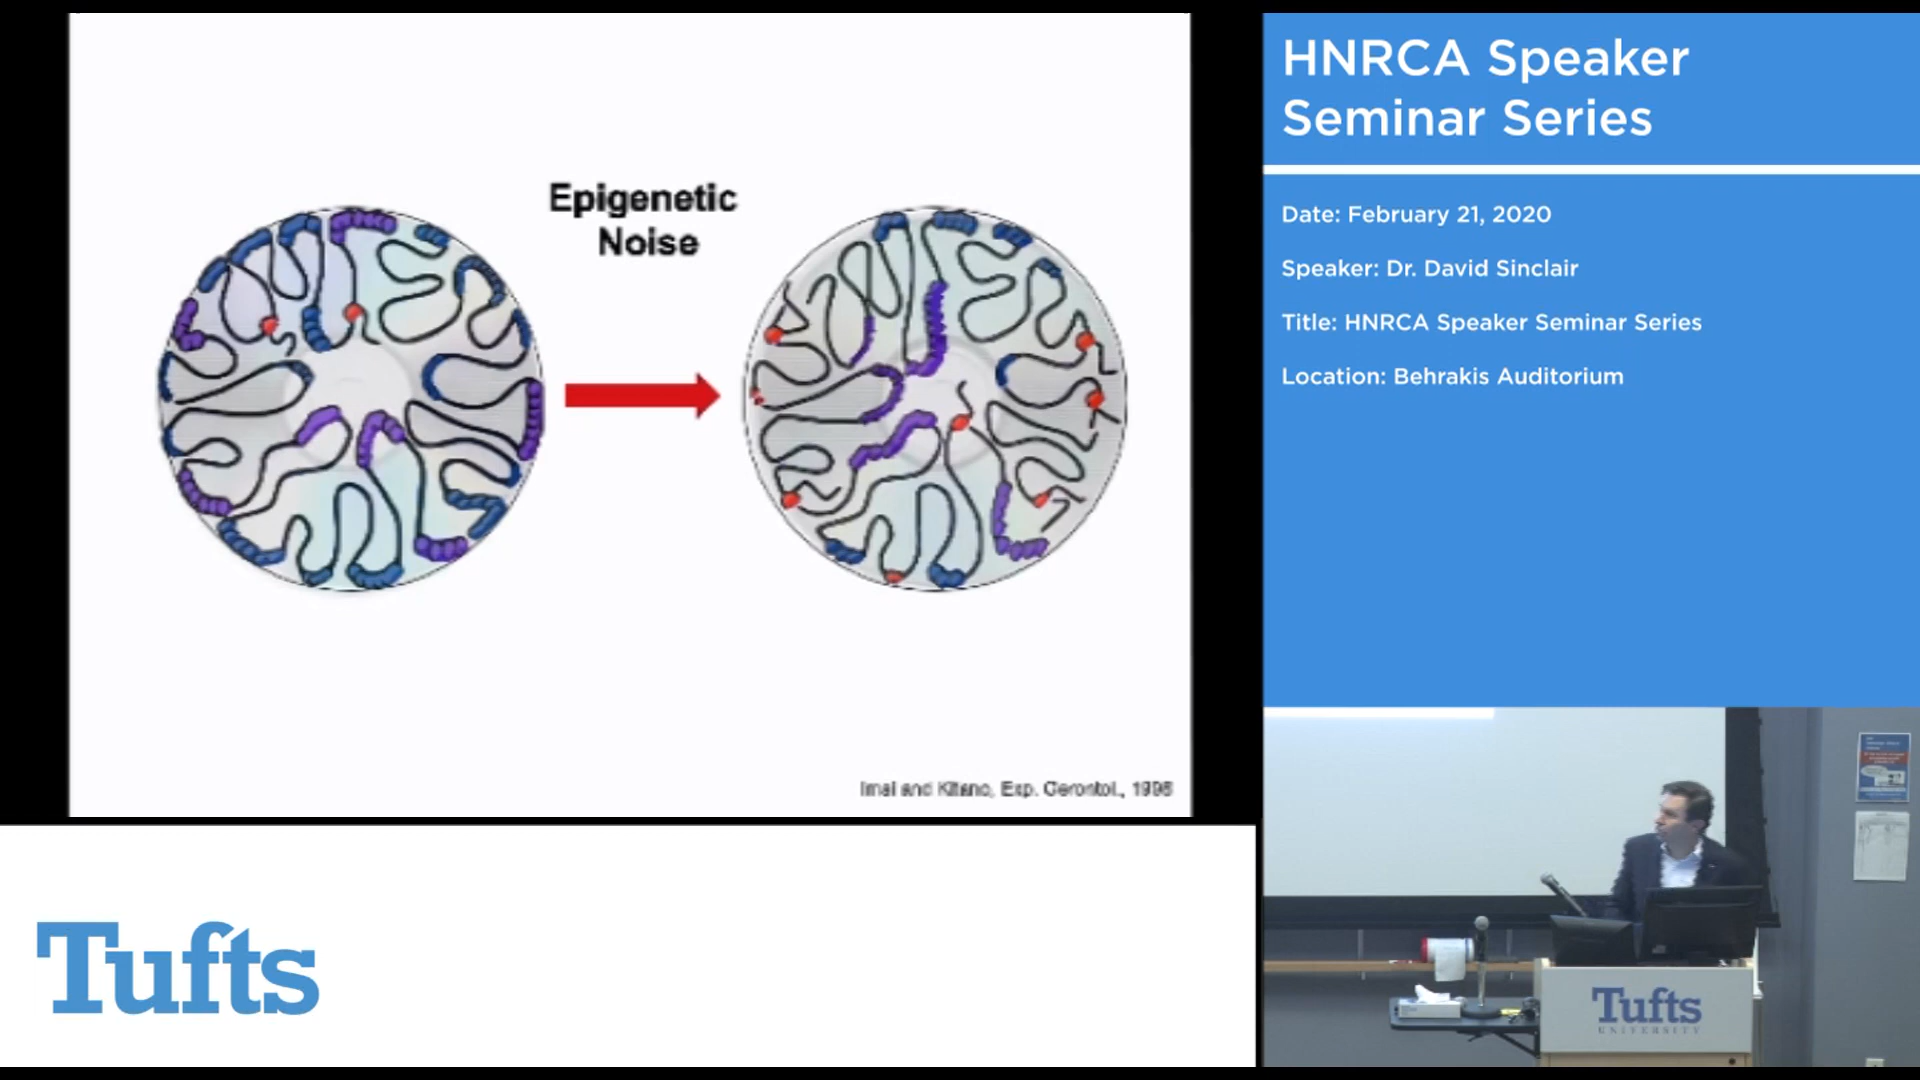 Epigenetic
Noise
Imai and Kitano, Exp. Gerontol., 1998
HNRCA Speaker
Seminar Series
Date: February 21, 2020
Speaker: Dr. David Sinclair
Title: HNRCA Speaker Seminar Series
Location: Behrakis Auditorium
Tufts
Tufts
UNIVERSITY